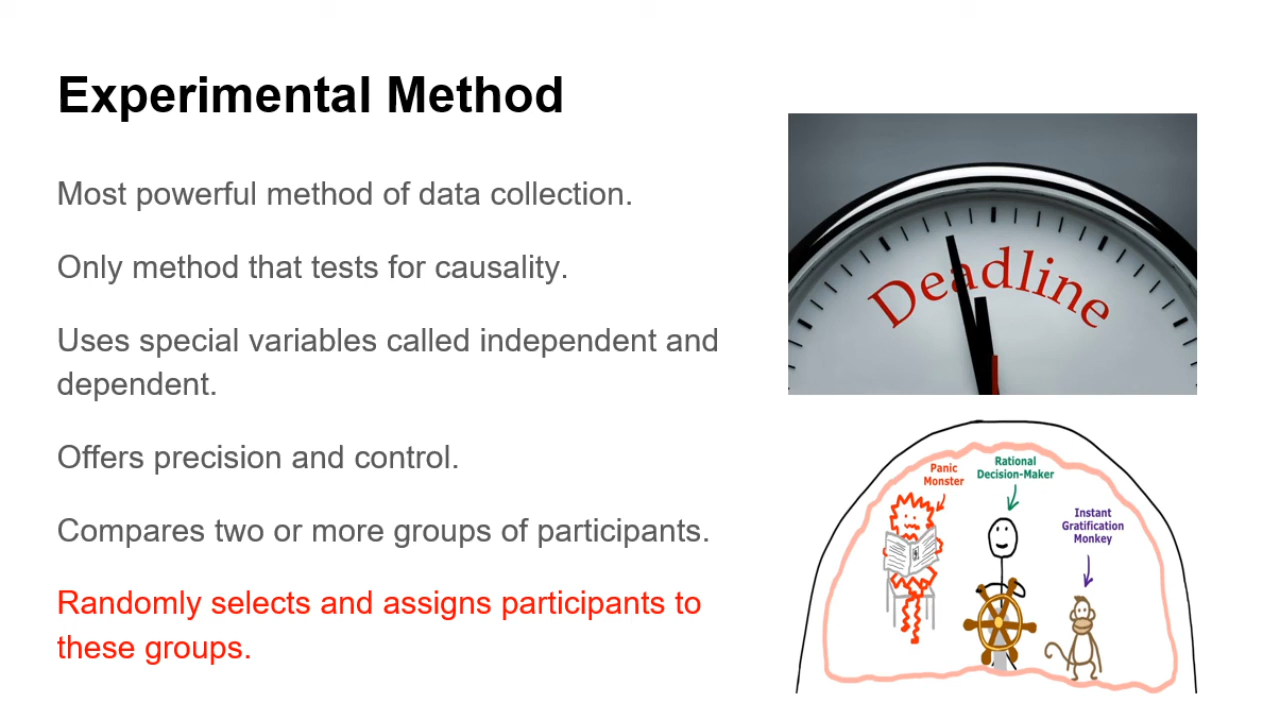 Experimental Method
Most powerful method of data collection.
Only method that tests for causality.
Uses special variables called independent and
dependent.
Offers precision and control.
Compares two or more groups of participants.
Randomly selects and assigns participants to
these groups.
Deadline
Panic
Monster
Rational
Decision-Maker
Instant
Gratification
Monkey